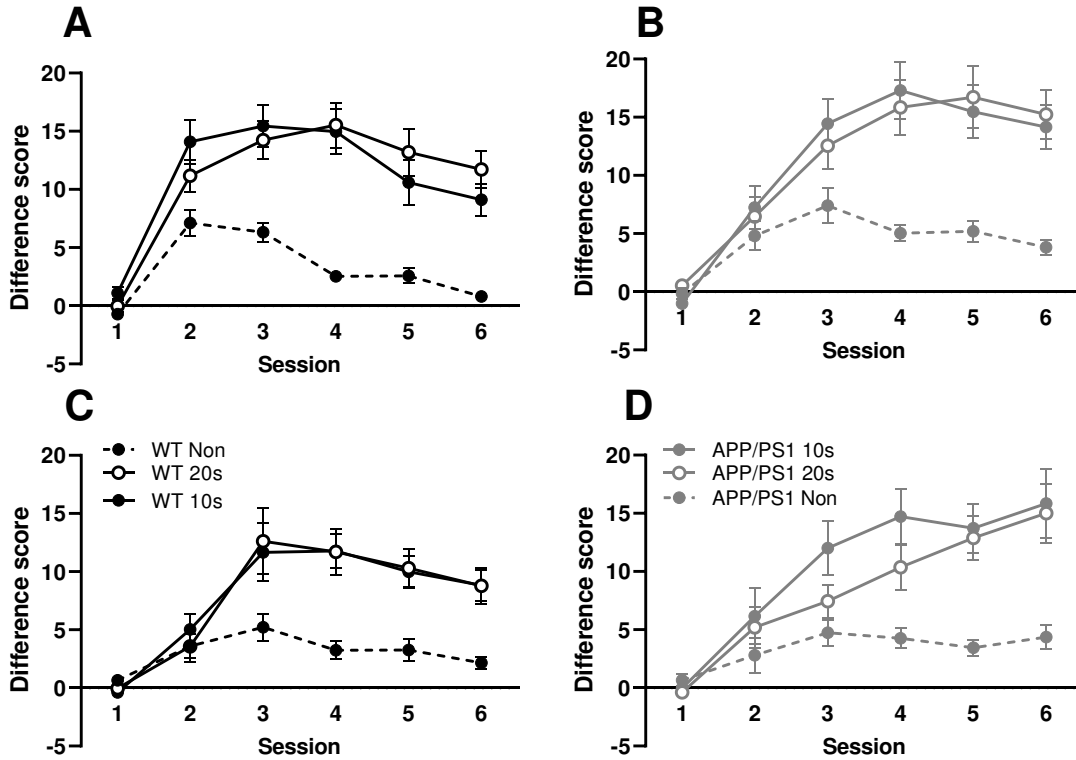 A
20
15
10
5
0
-5
Difference score
1 2 3 4 5 6
Session
B
20
15
10
5
0
-5
Difference score
1 2 3 4 5 6
Session
C
WT Non
WT 20s
WT 10s
20
15
10
5
0
-5
Difference score
1 2 3 4 5 6
Session
D
APP/PS1 10s
APP/PS1 20s
APP/PS1 Non
20
15
10
5
0
-5
Difference score
1 2 3 4 5 6
Session